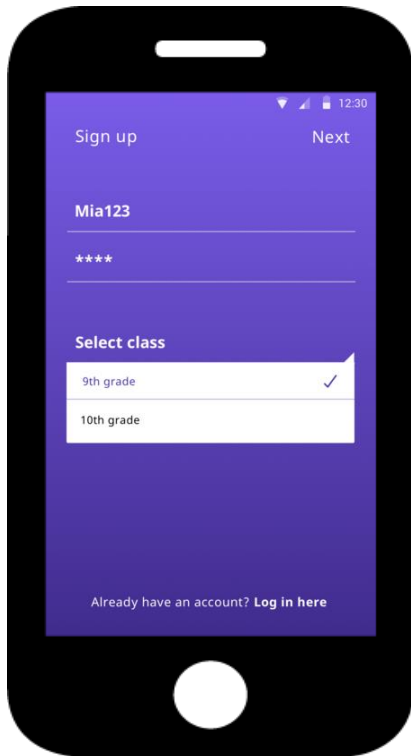 12:30
Sign up Next
Mia123
****
Select class
9th grade
10th grade
Already have an account? Log in here